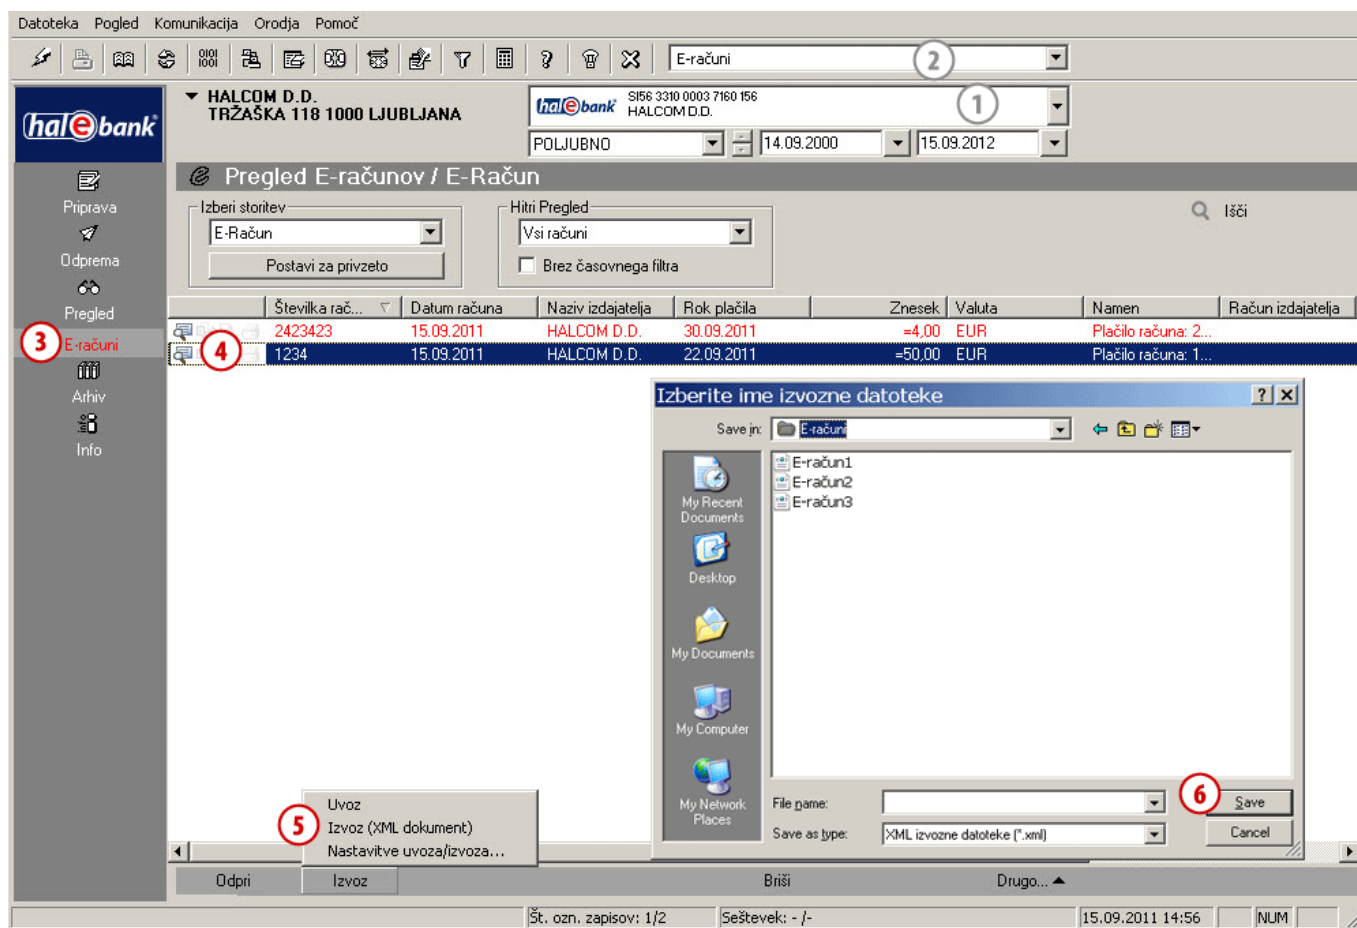 Datoteka Pogled Komunikacija Orodja Pomoč
E-računi
2
hal@bank
HALCOM D.D.
TRŽAŠKA 118 1000 LJUBLJANA
hal@bank SI56 3310 0003 7160 156
HALCOM D.D.
1
POLJUBNO 14.09.2000 15.09.2012
Pregled E-računov / E-Račun
Priprava
Odprema
Pregled
3 E-računi
Arhiv
Info
Izberi storitev
E-Račun
Postavi za privzeto
Hitri Pregled
Vsi računi
Brez časovnega filtra
Išči
Številka rač... Datum računa Naziv izdajatelja Rok plačila Znesek Valuta Namen Račun izdajatelja
2423423 15.09.2011 HALCOM D.D. 30.09.2011 =4,00 EUR Plačilo računa: 2...
4 1234 15.09.2011 HALCOM D.D. 22.09.2011 =50,00 EUR Plačilo računa: 1...
Izberite ime izvozne datoteke
Save in: E-računi
E-račun1
E-račun2
E-račun3
My Recent
Documents
Desktop
My Documents
My Computer
My Network
Places
File name:
6 Save
Save as type: XML izvozne datoteke (*.xml)
Cancel
Uvoz
5 Izvoz (XML dokument)
Nastavitve uvoza/izvoza...
Odpri Izvoz Briši Drugo...
Št. ozn. zapisov: 1/2 Seštevek: - /- 15.09.2011 14:56 NUM